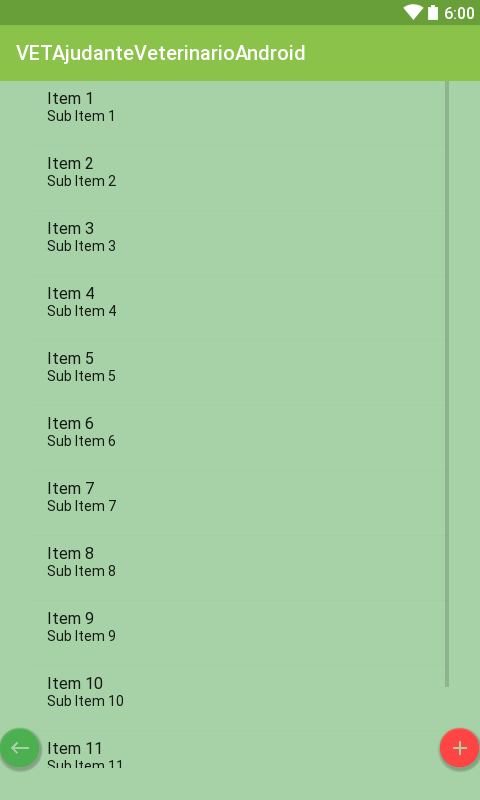 6:00
VETAjudanteVeterinarioAndroid
Item 1
Sub Item 1
Item 2
Sub Item 2
Item 3
Sub Item 3
Item 4
Sub Item 4
Item 5
Sub Item 5
Item 6
Sub Item 6
Item 7
Sub Item 7
Item 8
Sub Item 8
Item 9
Sub Item 9
Item 10
Sub Item 10
Item 11
Sub Item 11